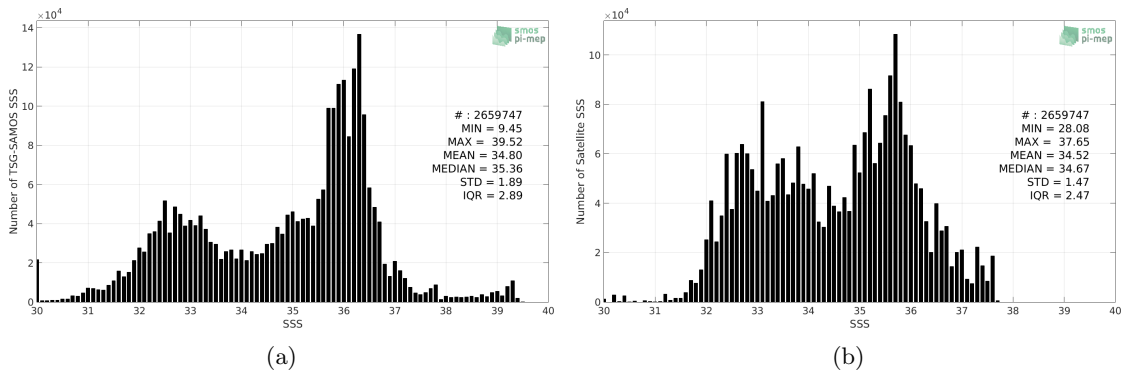 ×10⁴
14
12
10
8
6
4
2
0
Number of TSG-SAMOS SSS
smos
pi-mep
# : 2659747
MIN = 9.45
MAX = 39.52
MEAN = 34.80
MEDIAN = 35.36
STD = 1.89
IQR = 2.89
30 31 32 33 34 35 36 37 38 39 40
SSS
(a)
×10⁴
10
8
6
4
2
0
Number of Satellite SSS
smos
pi-mep
# : 2659747
MIN = 28.08
MAX = 37.65
MEAN = 34.52
MEDIAN = 34.67
STD = 1.47
IQR = 2.47
30 31 32 33 34 35 36 37 38 39 40
SSS
(b)